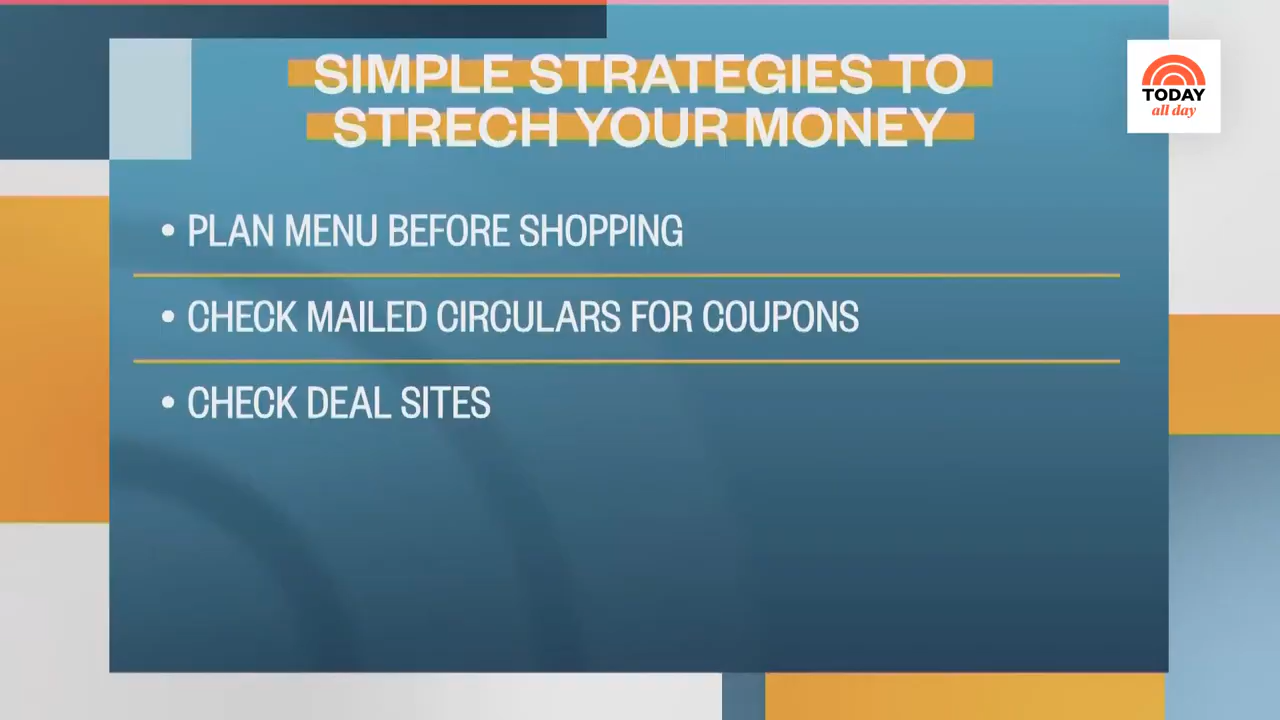 SIMPLE STRATEGIES TO
STRECH YOUR MONEY
TODAY
all day
• PLAN MENU BEFORE SHOPPING
• CHECK MAILED CIRCULARS FOR COUPONS
• CHECK DEAL SITES